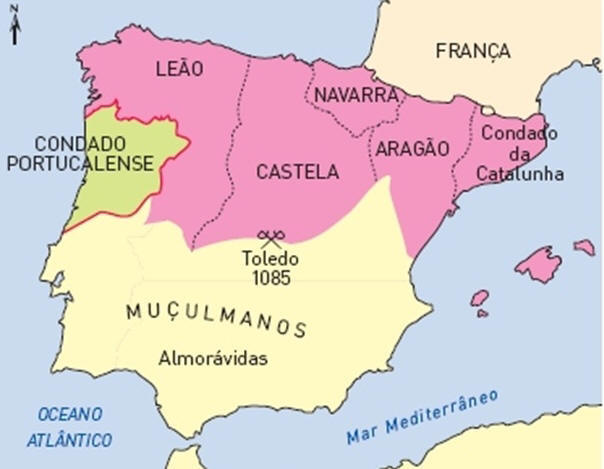 N
FRANÇA
LEÃO
NAVARRA
CONDADO
PORTUCALENSE
ARAGÃO
Condado
da
Catalunha
CASTELA
Toledo
1085
MUÇULMANOS
Almorávidas
OCEANO
ATLÂNTICO
Mar Mediterrâneo